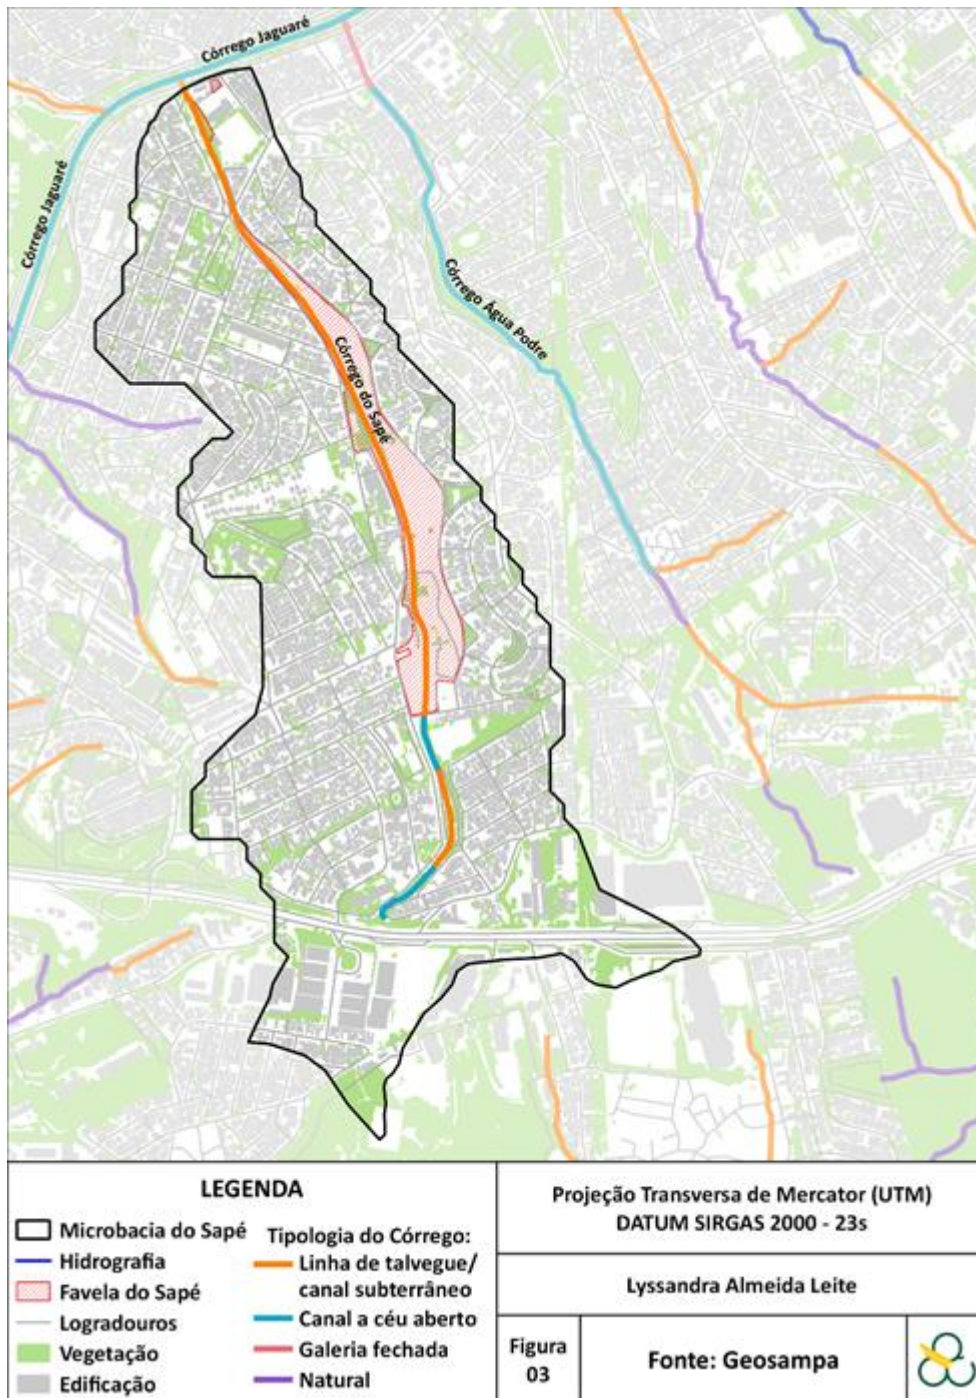 Córrego Jaguaré
Córrego Jaguaré
Córrego Água Podre
Córrego do Sapé
LEGENDA
Microbacia do Sapé
Hidrografia
Favela do Sapé
Logradouros
Vegetação
Edificação
Tipologia do Córrego:
Linha de talvegue/
canal subterrâneo
Canal a céu aberto
Galeria fechada
Natural
Projeção Transversa de Mercator (UTM)
DATUM SIRGAS 2000 - 23s
Lyssandra Almeida Leite
Figura
03
Fonte: Geosampa